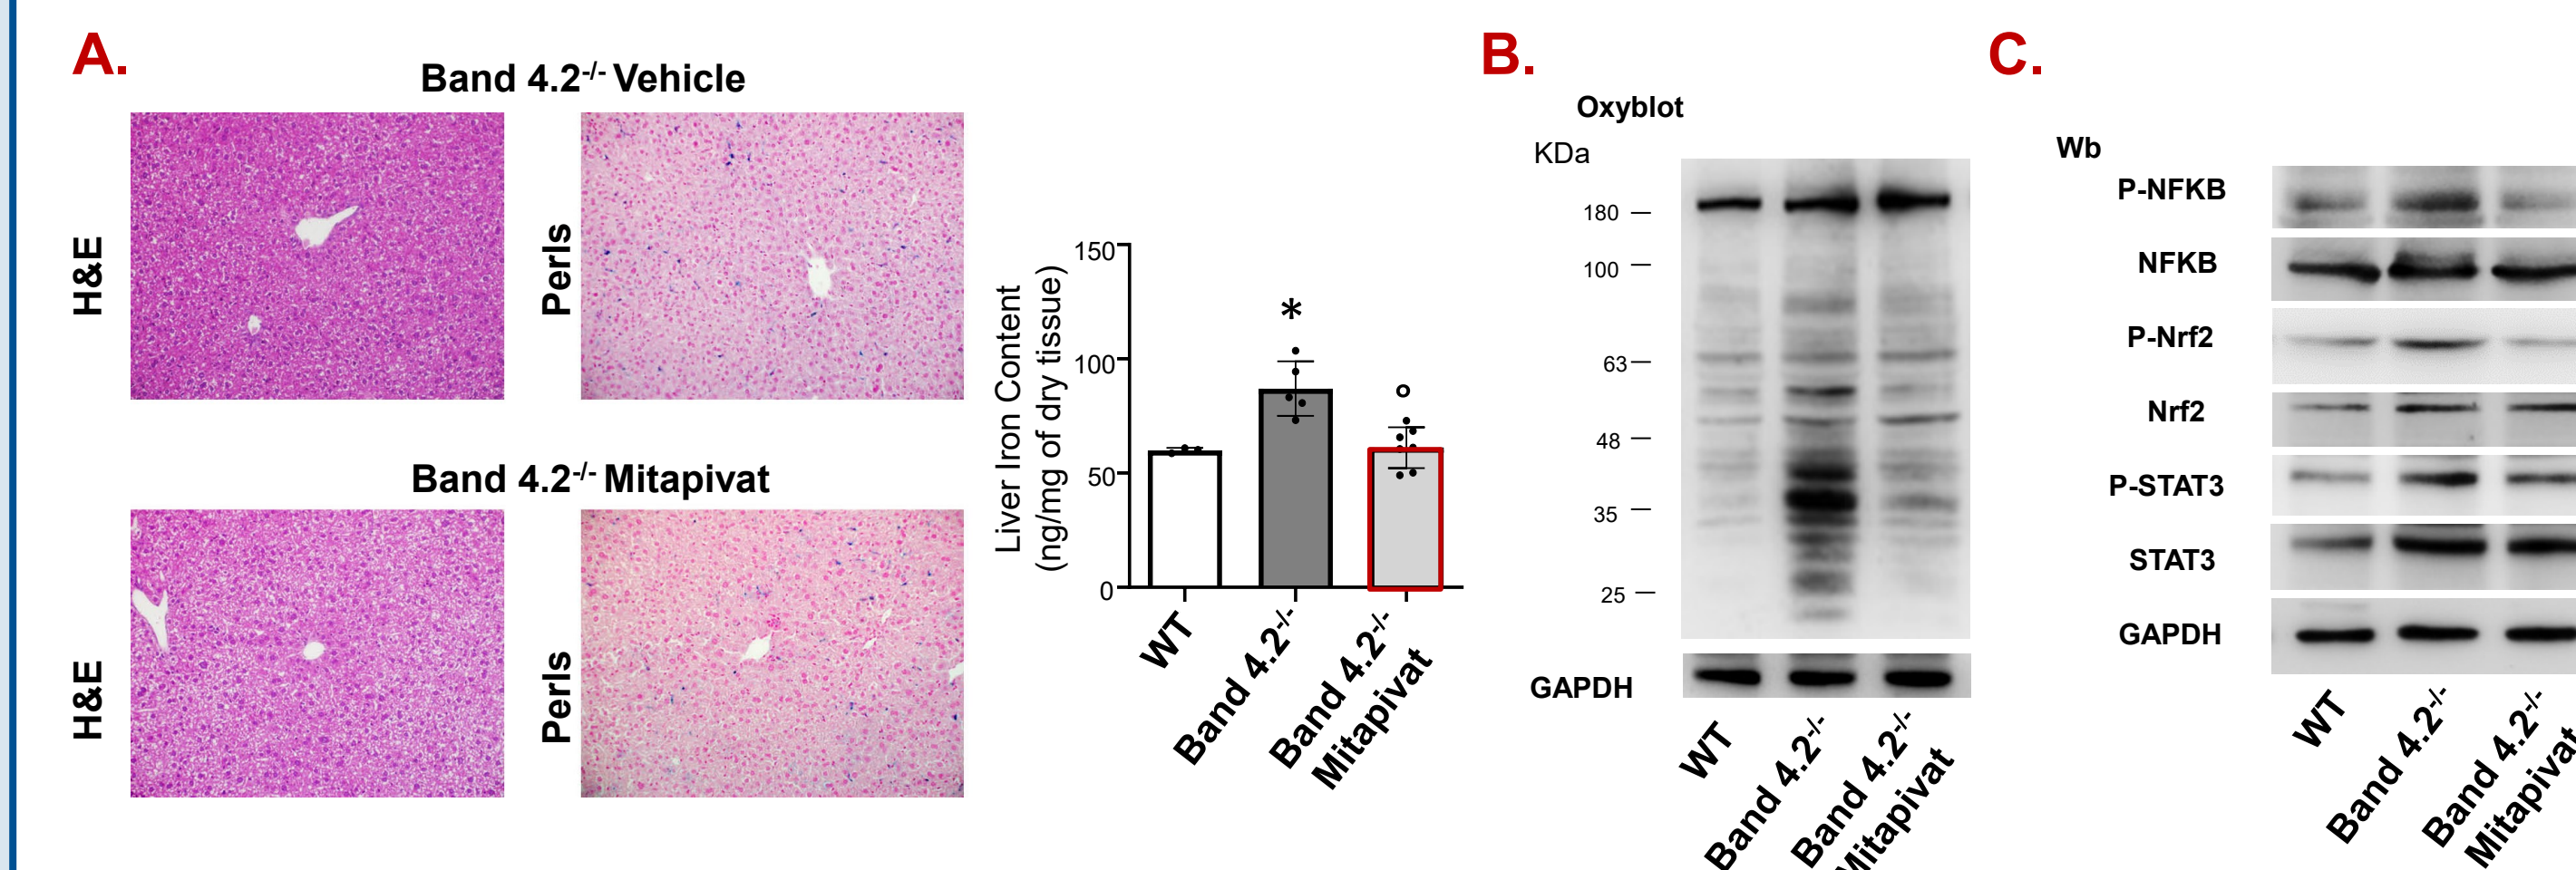 A.
Band 4.2-/- Vehicle
H&E
Perls
Band 4.2-/- Mitapivat
H&E
Perls
Liver Iron Content
(ng/mg of dry tissue)
150
100
50
0
*
WT
Band 4.2-/-
Band 4.2-/-
Mitapivat
B.
Oxyblot
KDa
180
100
63
48
35
25
GAPDH
WT
Band 4.2-/-
Band 4.2-/-
Mitapivat
C.
Wb
P-NFKB
NFKB
P-Nrf2
Nrf2
P-STAT3
STAT3
GAPDH
WT
Band 4.2-/-
Band 4.2-/-
Mitapivat